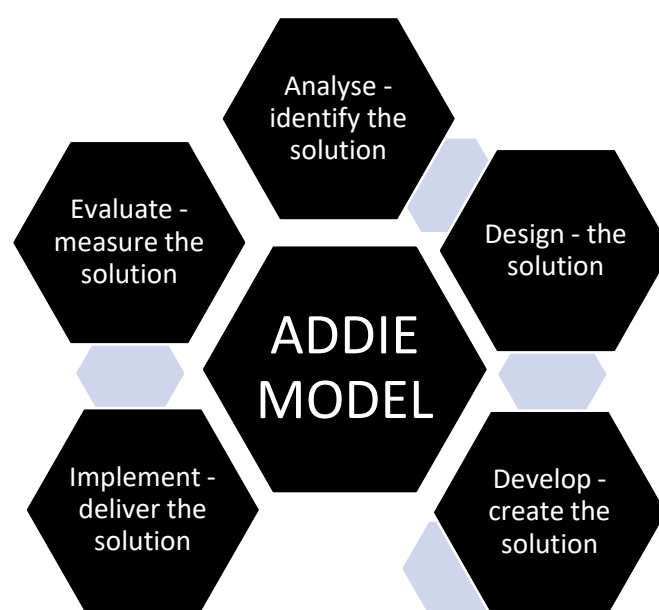 Analyse -
identify the
solution
Design - the
solution
Develop -
create the
solution
Implement -
deliver the
solution
Evaluate -
measure the
solution
ADDIE
MODEL